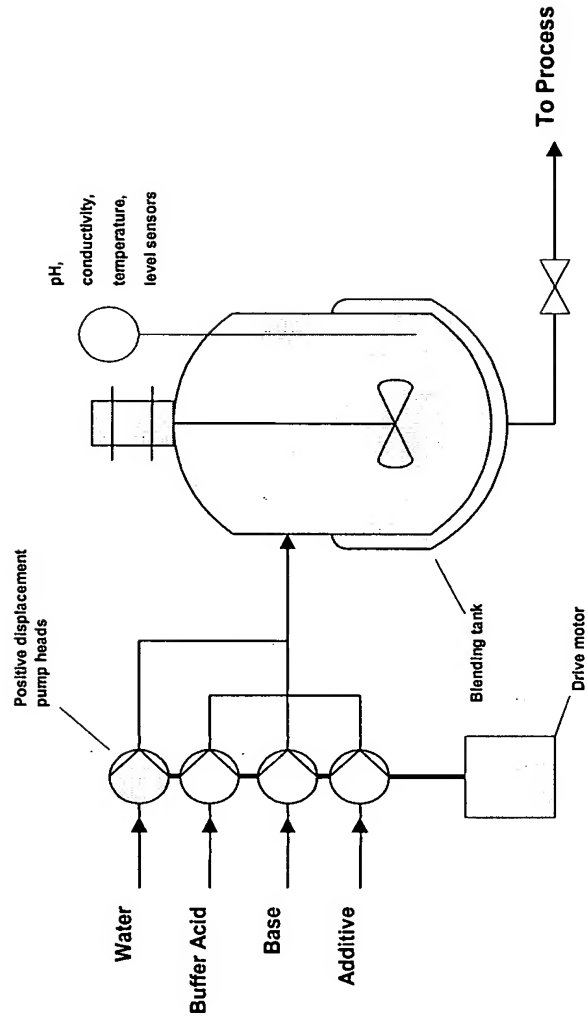 pH,
conductivity,
temperature,
level sensors
Positive displacement
pump heads
Water
Buffer Acid
Base
Additive
To Process
Blending tank
Drive motor